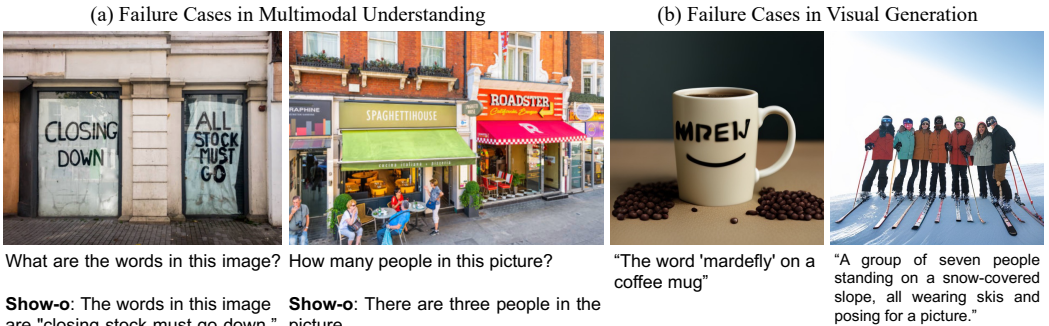 (a) Failure Cases in Multimodal Understanding
(b) Failure Cases in Visual Generation
CLOSING
DOWN
ALL
STOCK
MUST
GO
RAPHINE
SPAGHETTIHOUSE
ROADSTER
California Burger
R
MREW
What are the words in this image?
Show-o: The words in this image
are "closing stock must go down."
How many people in this picture?
Show-o: There are three people in the
picture
“The word 'mardefly' on a
coffee mug”
“A group of seven people
standing on a snow-covered
slope, all wearing skis and
posing for a picture.”